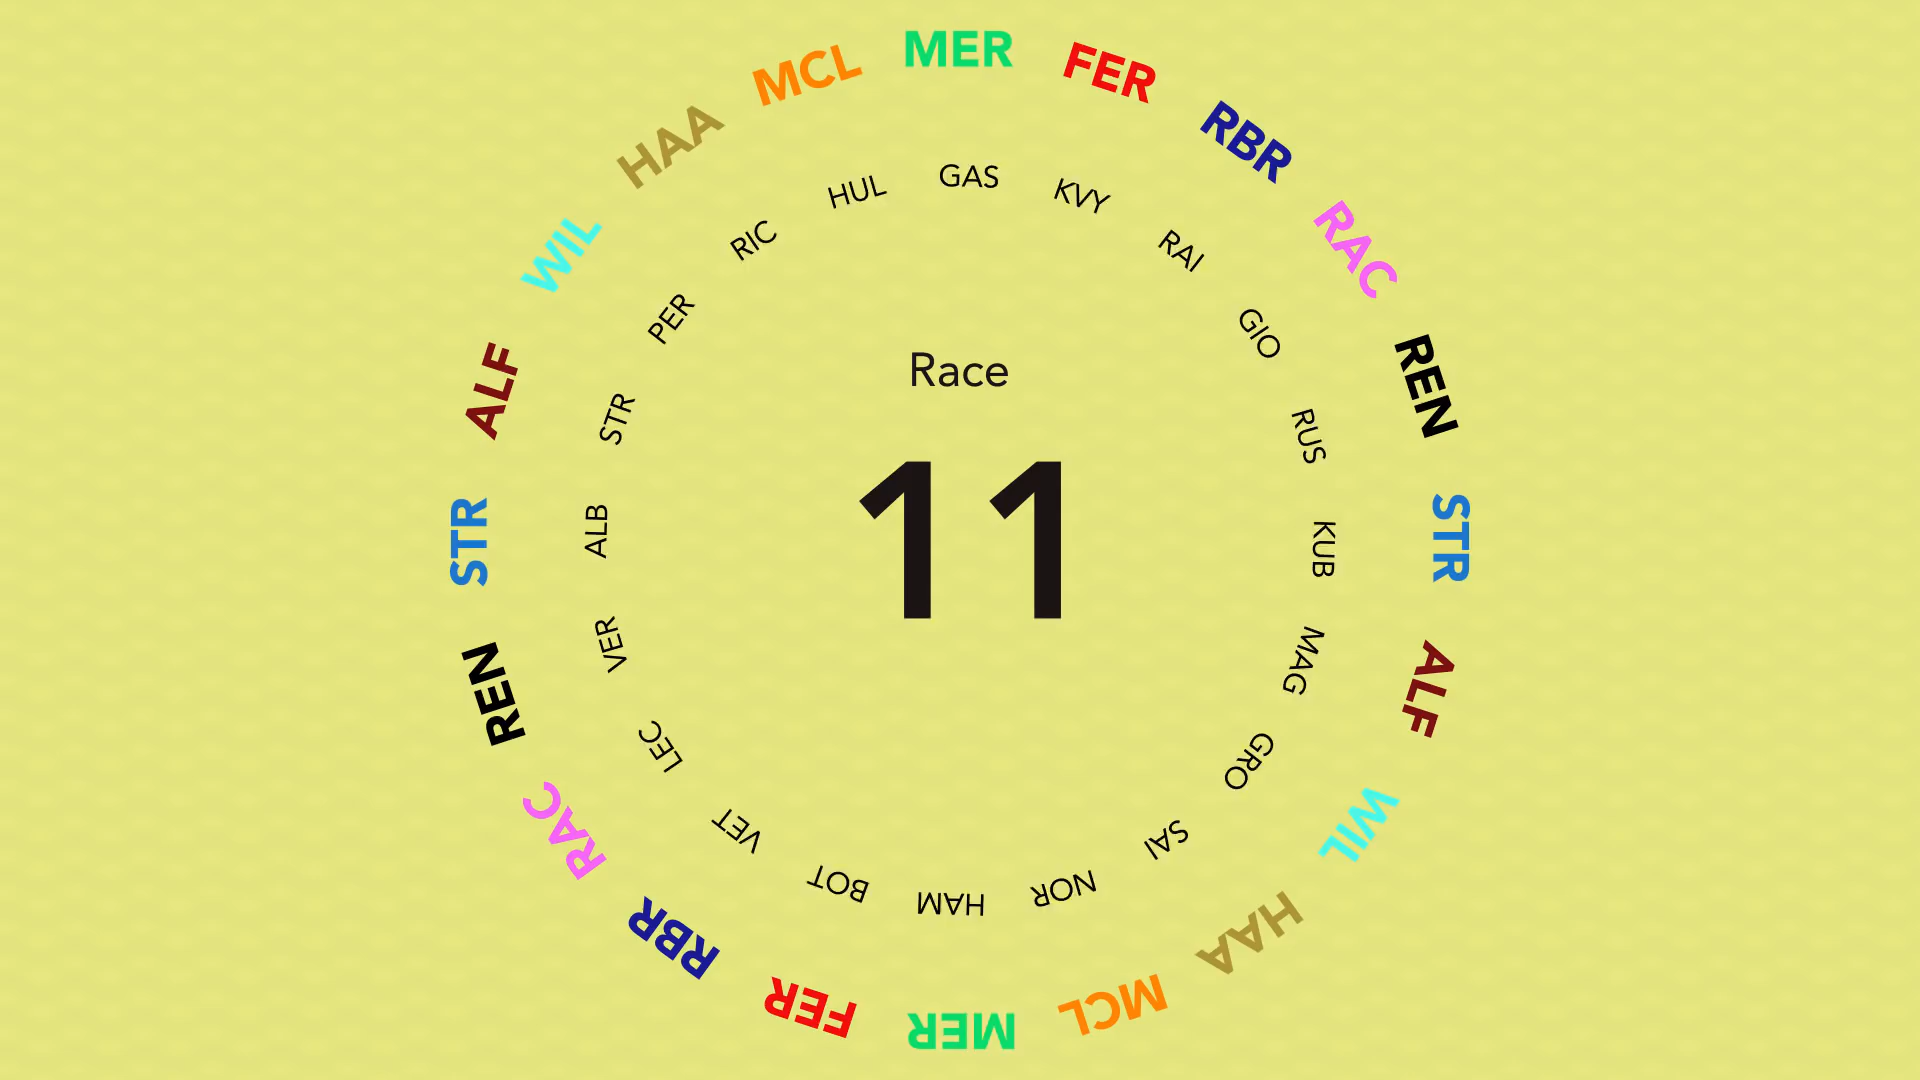 MER
FER
RBR
RAC
REN
STR
ALF
WIL
HAA
MCL
MER
FER
RBR
RAC
REN
STR
ALF
WIL
HAA
MCL
GAS
KVY
RAI
GIO
RUS
KUB
MAG
GRO
SAI
NOR
HAM
BOT
VET
LEC
VER
ALB
STR
PER
RIC
HUL
Race
11